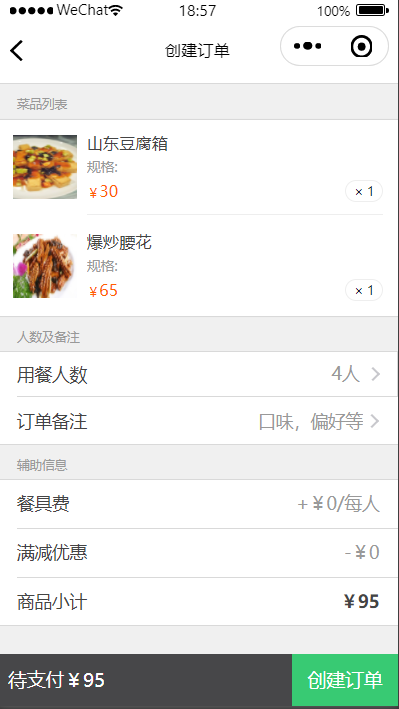 WeChat 18:57 100%
创建订单
菜品列表
山东豆腐箱
规格:
￥30
× 1
爆炒腰花
规格:
￥65
× 1
人数及备注
用餐人数 4人
订单备注 口味，偏好等
辅助信息
餐具费 +￥0/每人
满减优惠 -￥0
商品小计 ￥95
待支付￥95 创建订单